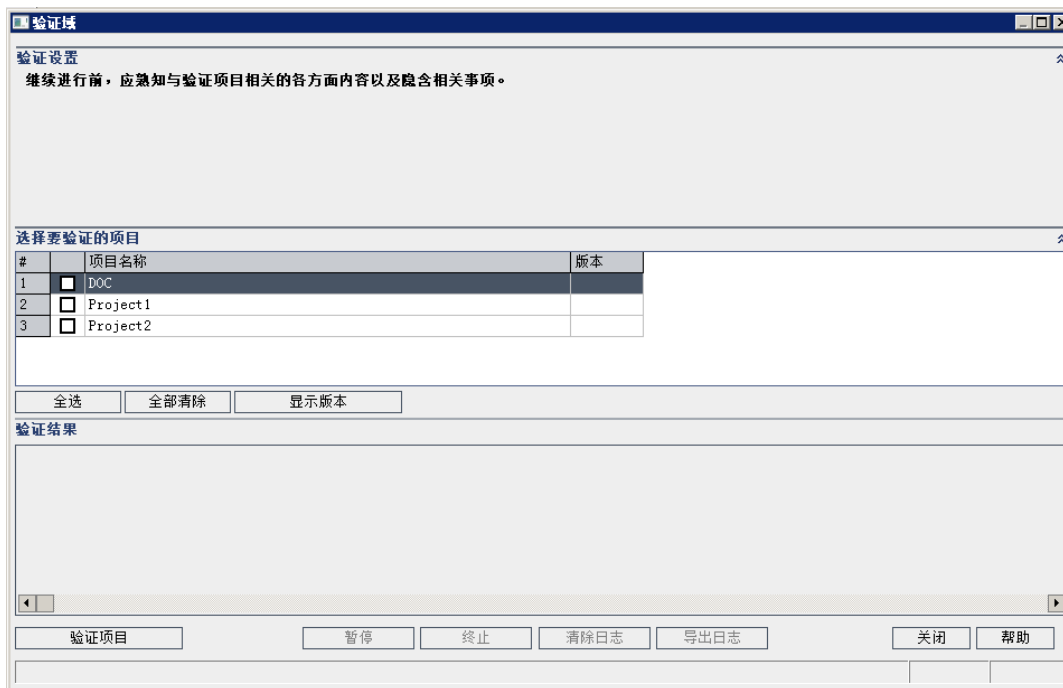 验证域
验证设置
继续进行前，应熟知与验证项目相关的各方面内容以及隐含相关事项。
选择要验证的项目
# 项目名称 版本
1 DOC
2 Project1
3 Project2
全选 全部清除 显示版本
验证结果
验证项目 暂停 终止 清除日志 导出日志 关闭 帮助